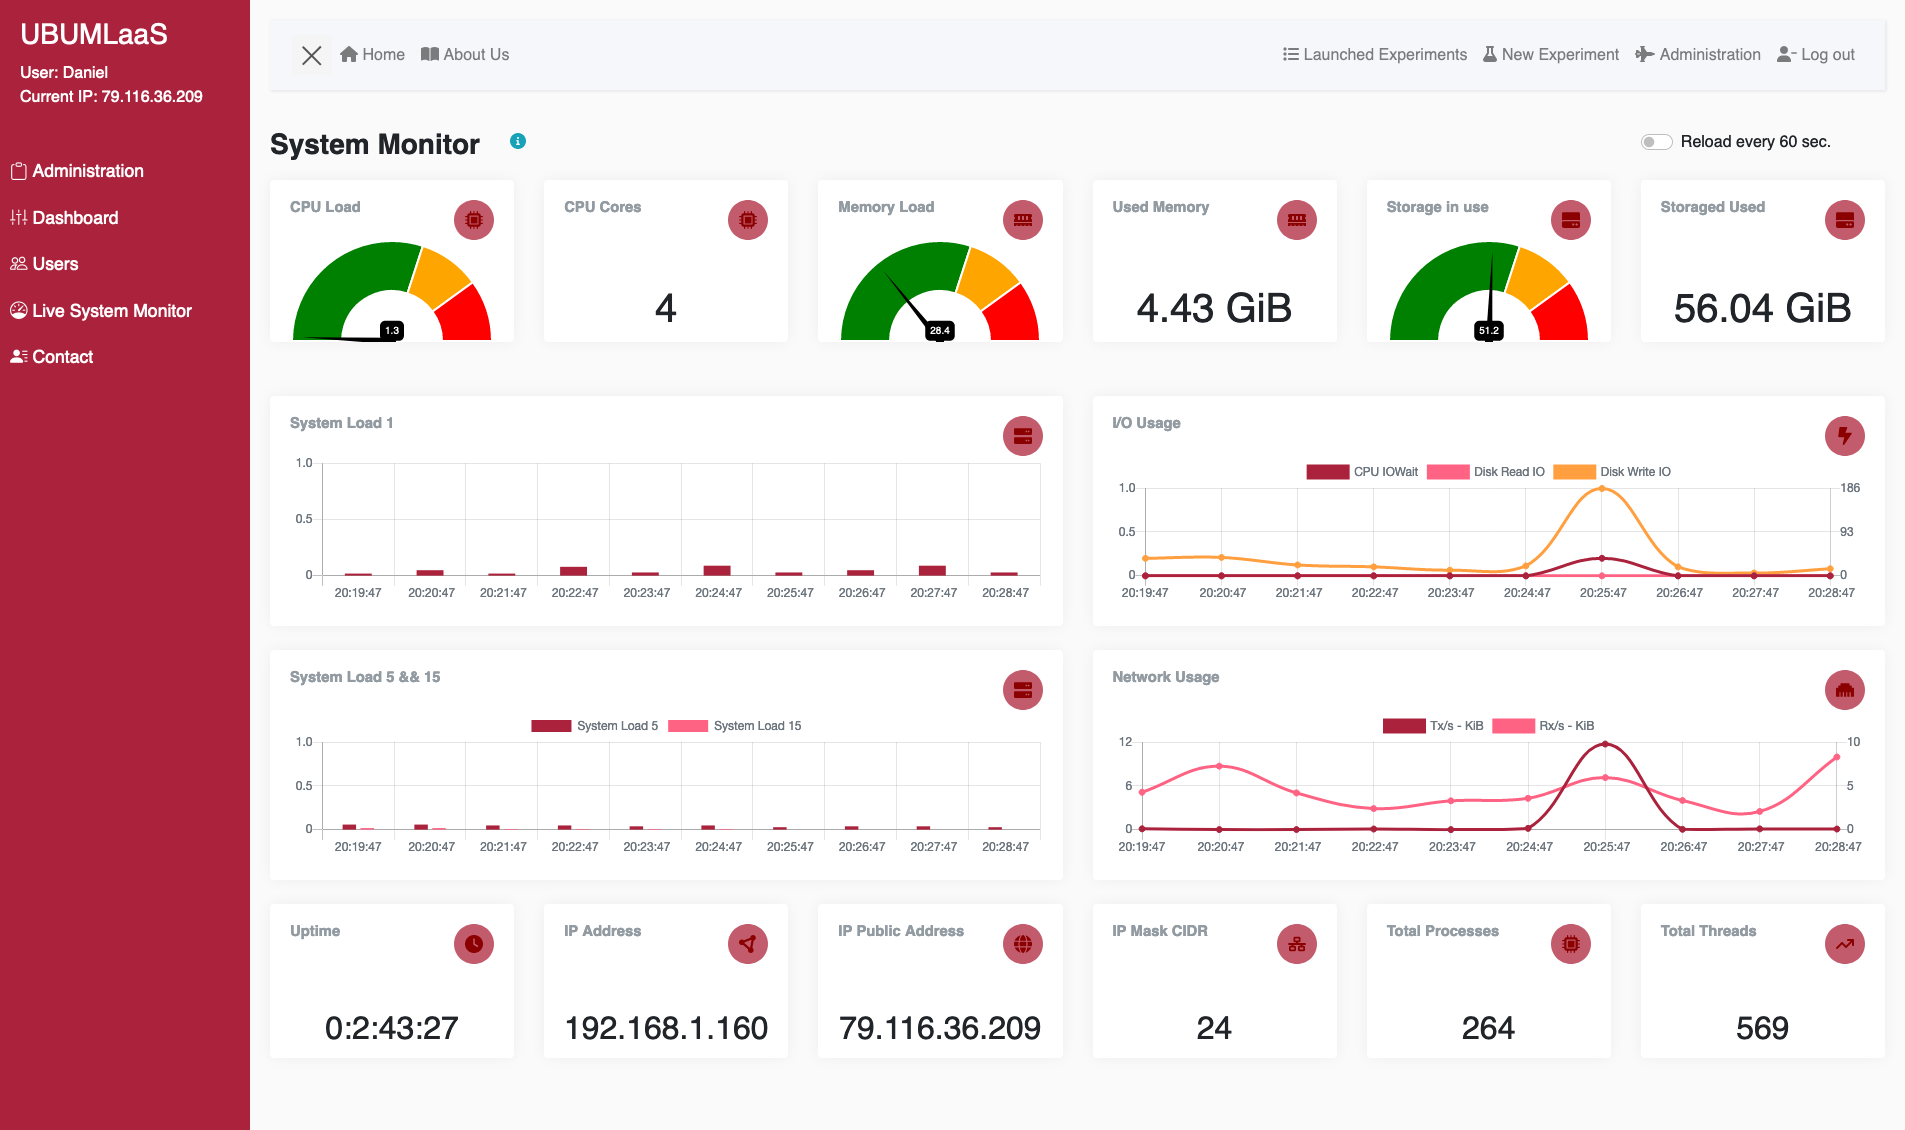 UBUMLaaS
User: Daniel
Current IP: 79.116.36.209
Administration
Dashboard
Users
Live System Monitor
Contact
Home About Us Launched Experiments New Experiment Administration Log out
System Monitor Reload every 60 sec.
CPU Load
1.3
CPU Cores
4
Memory Load
28.4
Used Memory
4.43 GiB
Storage in use
51.2
Storaged Used
56.04 GiB
System Load 1
1.0
0.5
0
20:19:47 20:20:47 20:21:47 20:22:47 20:23:47 20:24:47 20:25:47 20:26:47 20:27:47 20:28:47
I/O Usage
CPU IOWait Disk Read IO Disk Write IO
1.0 186
0.5 93
0 0
20:19:47 20:20:47 20:21:47 20:22:47 20:23:47 20:24:47 20:25:47 20:26:47 20:27:47 20:28:47
System Load 5 && 15
System Load 5 System Load 15
1.0
0.5
0
20:19:47 20:20:47 20:21:47 20:22:47 20:23:47 20:24:47 20:25:47 20:26:47 20:27:47 20:28:47
Network Usage
Tx/s - KiB Rx/s - KiB
12 10
6 5
0 0
20:19:47 20:20:47 20:21:47 20:22:47 20:23:47 20:24:47 20:25:47 20:26:47 20:27:47 20:28:47
Uptime
0:2:43:27
IP Address
192.168.1.160
IP Public Address
79.116.36.209
IP Mask CIDR
24
Total Processes
264
Total Threads
569